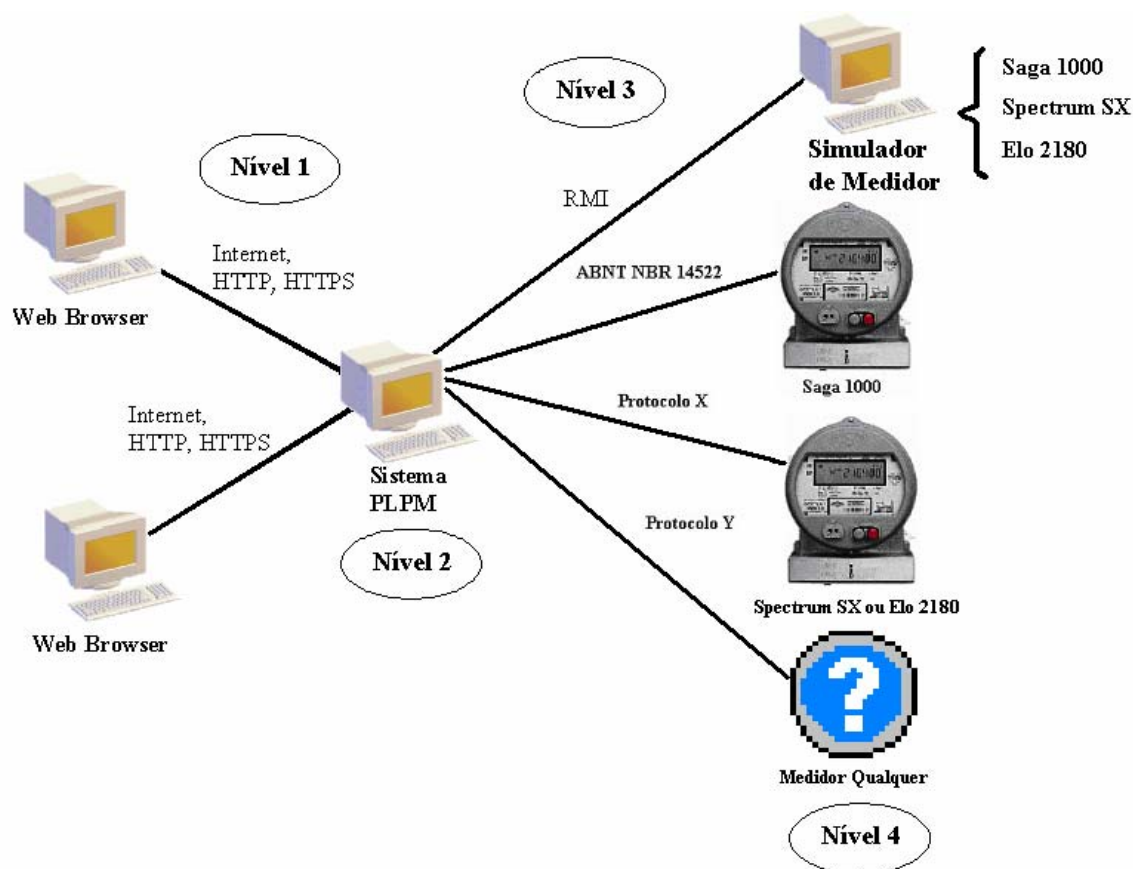 Saga 1000
Spectrum SX
Elo 2180
Simulador
de Medidor
Nível 3
Nível 1
RMI
Internet,
HTTP, HTTPS
ABNT NBR 14522
Web Browser
Saga 1000
Protocolo X
Internet,
HTTP, HTTPS
Sistema
PLPM
Protocolo Y
Nível 2
Spectrum SX ou Elo 2180
Web Browser
?
Medidor Qualquer
Nível 4